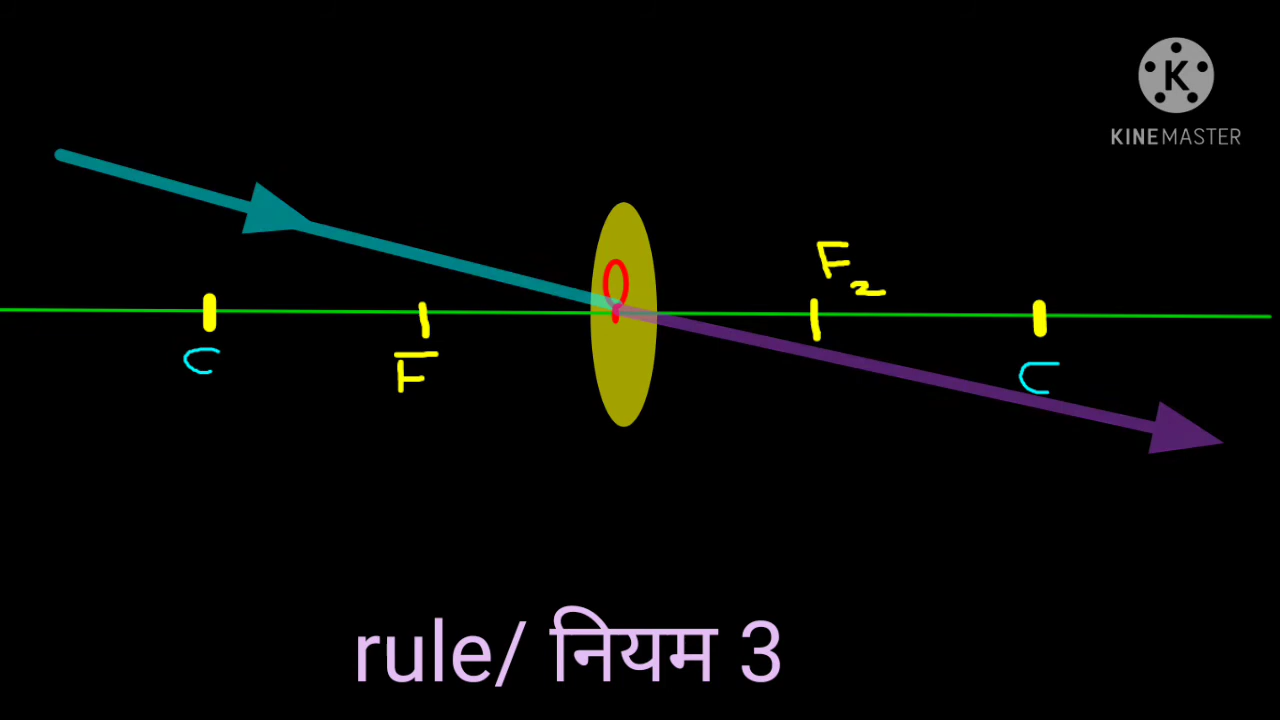 K
KINEMASTER
O
F₂
C
F
C
rule/ नियम 3